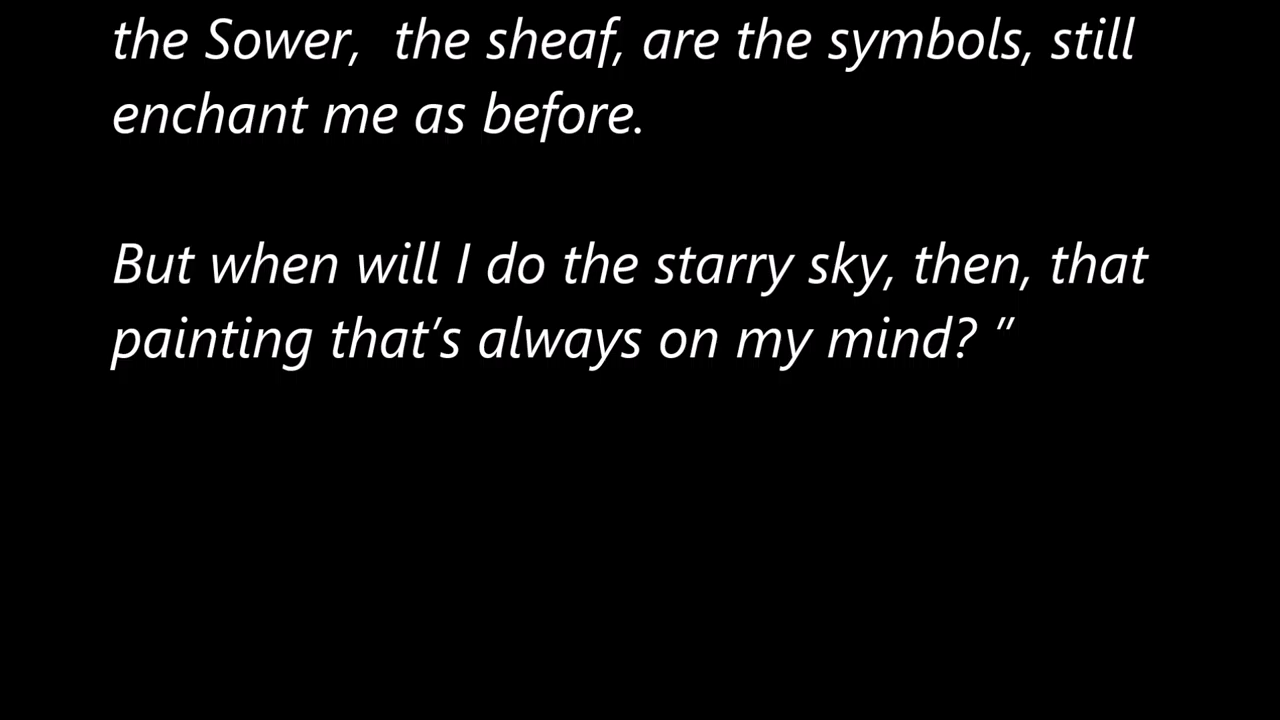 the Sower,  the sheaf, are the symbols, still
enchant me as before.
But when will I do the starry sky, then, that
painting that’s always on my mind? ”